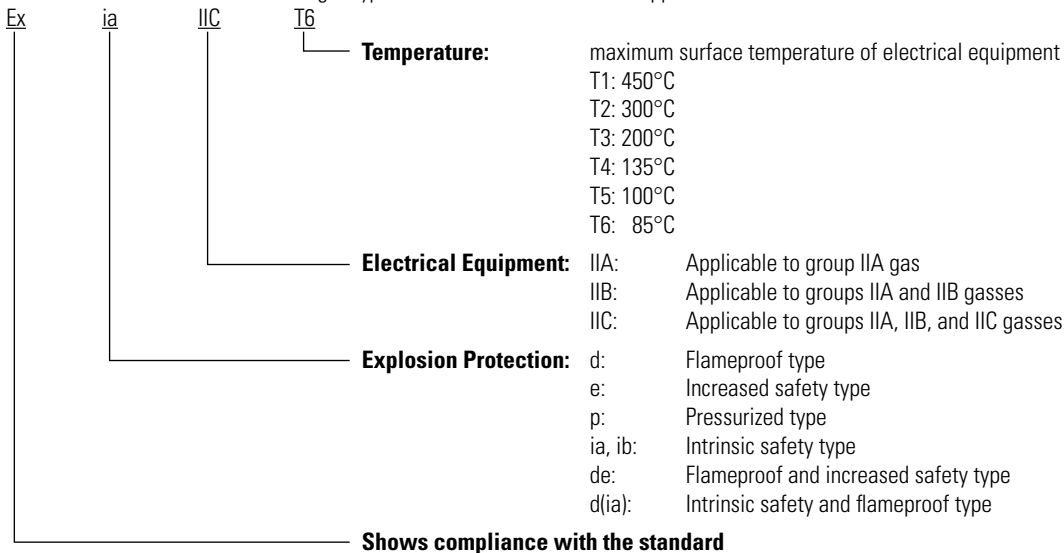 Ex ia IIC T6
Temperature: maximum surface temperature of electrical equipment
T1: 450°C
T2: 300°C
T3: 200°C
T4: 135°C
T5: 100°C
T6: 85°C
Electrical Equipment: IIA: Applicable to group IIA gas
IIB: Applicable to groups IIA and IIB gasses
IIC: Applicable to groups IIA, IIB, and IIC gasses
Explosion Protection: d: Flameproof type
e: Increased safety type
p: Pressurized type
ia, ib: Intrinsic safety type
de: Flameproof and increased safety type
d(ia): Intrinsic safety and flameproof type
Shows compliance with the standard